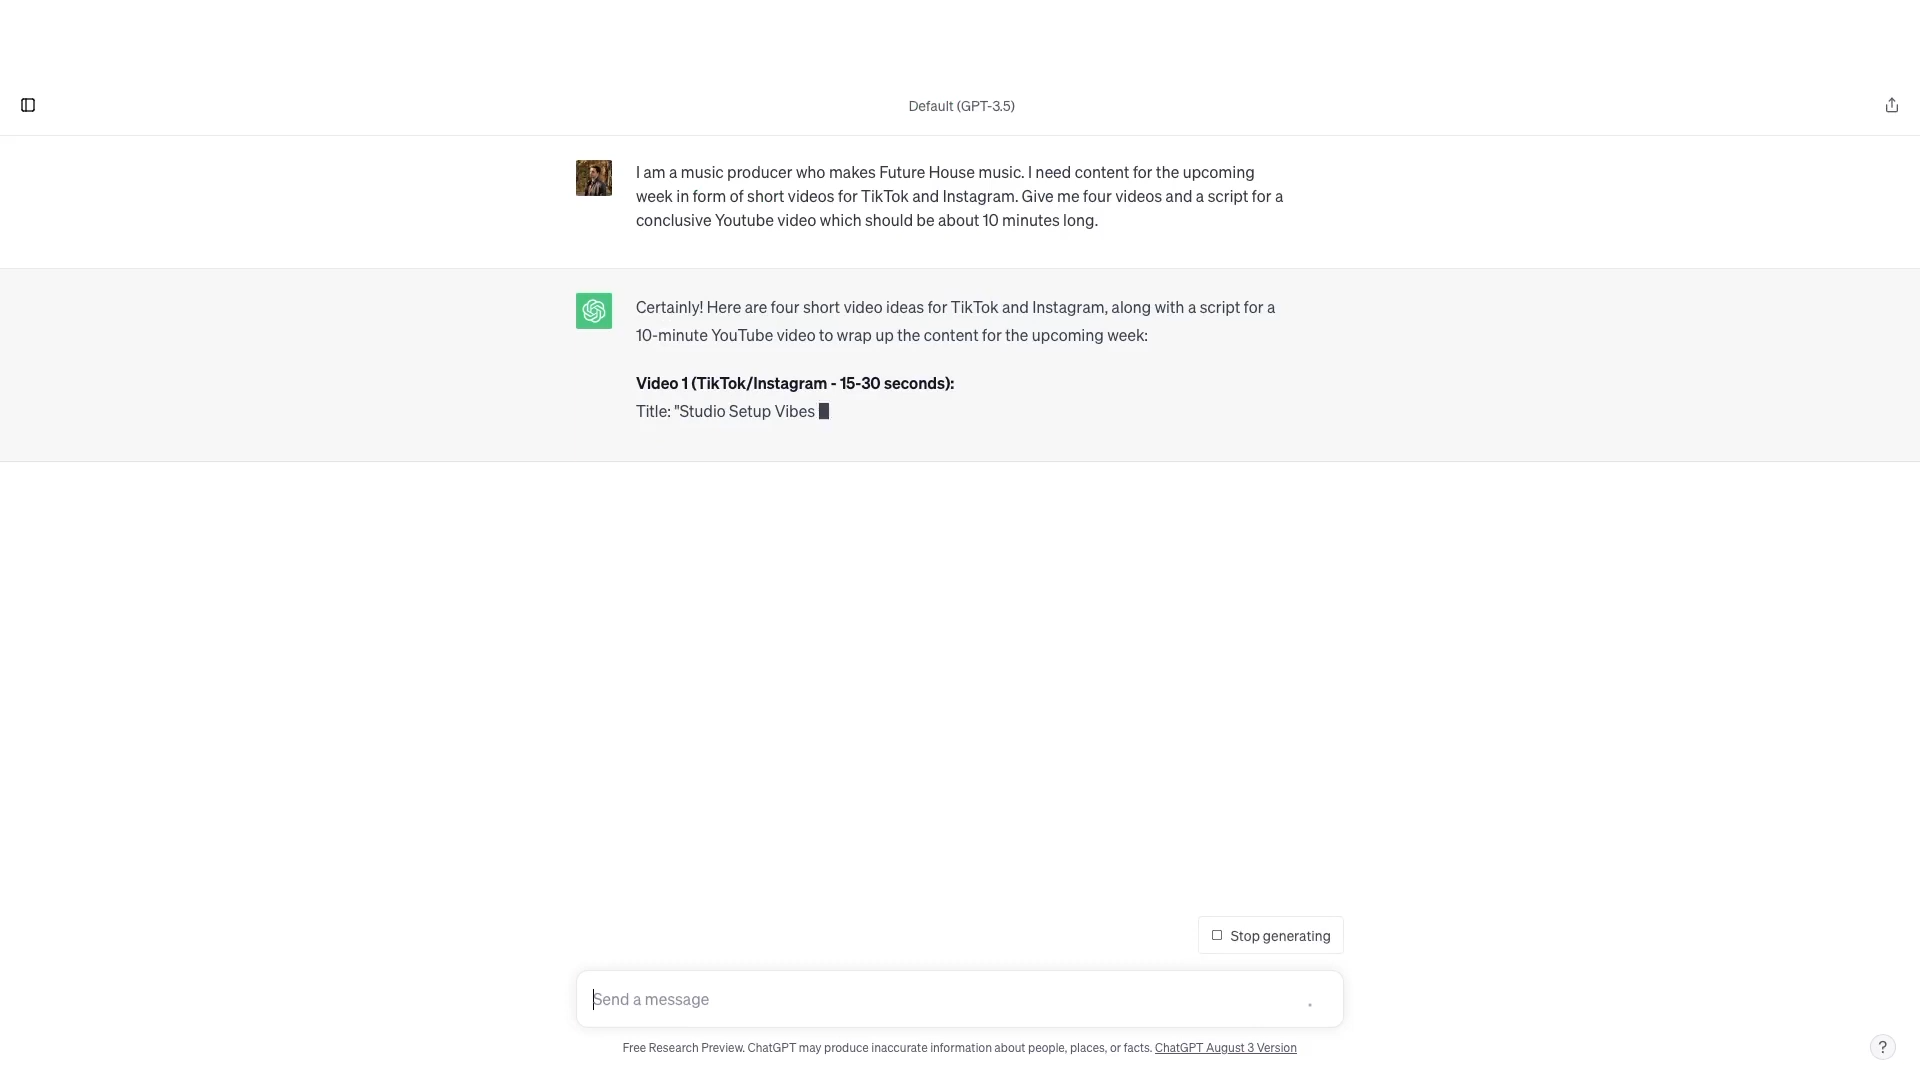 Default (GPT-3.5)
I am a music producer who makes Future House music. I need content for the upcoming
week in form of short videos for TikTok and Instagram. Give me four videos and a script for a
conclusive Youtube video which should be about 10 minutes long.
Certainly! Here are four short video ideas for TikTok and Instagram, along with a script for a
10-minute YouTube video to wrap up the content for the upcoming week:
Video 1 (TikTok/Instagram - 15-30 seconds):
Title: "Studio Setup Vibes
Stop generating
Send a message
Free Research Preview. ChatGPT may produce inaccurate information about people, places, or facts. ChatGPT August 3 Version
?